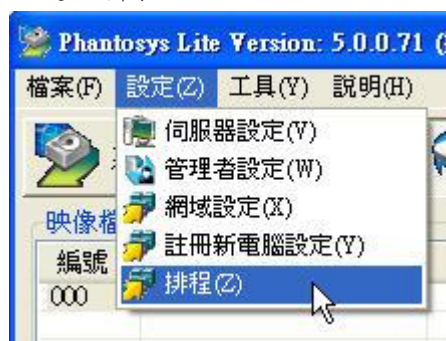 Phantosys Lite Version: 5.0.0.71 (
檔案(F) 設定(Z) 工具(Y) 說明(H)
伺服器設定(V)
管理者設定(W)
網域設定(X)
註冊新電腦設定(Y)
排程(Z)
映像檔
編號
000